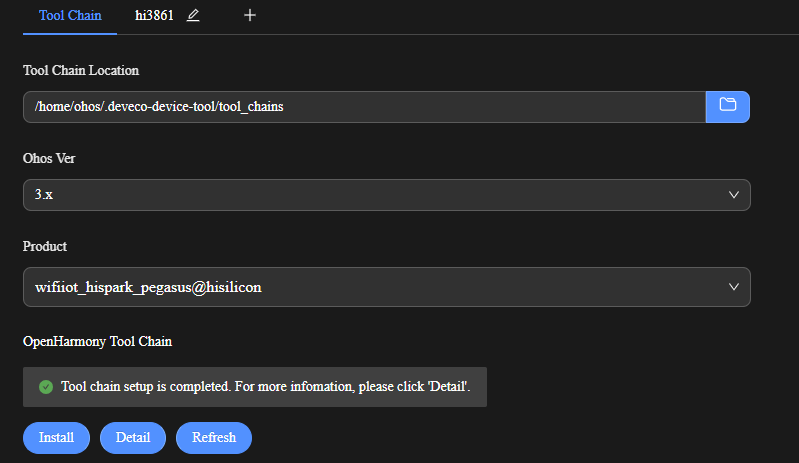 Tool Chain hi3861
Tool Chain Location
/home/ohos/.deveco-device-tool/tool_chains
Ohos Ver
3.x
Product
wifiiot_hispark_pegasus@hisilicon
OpenHarmony Tool Chain
Tool chain setup is completed. For more infomation, please click 'Detail'.
Install Detail Refresh